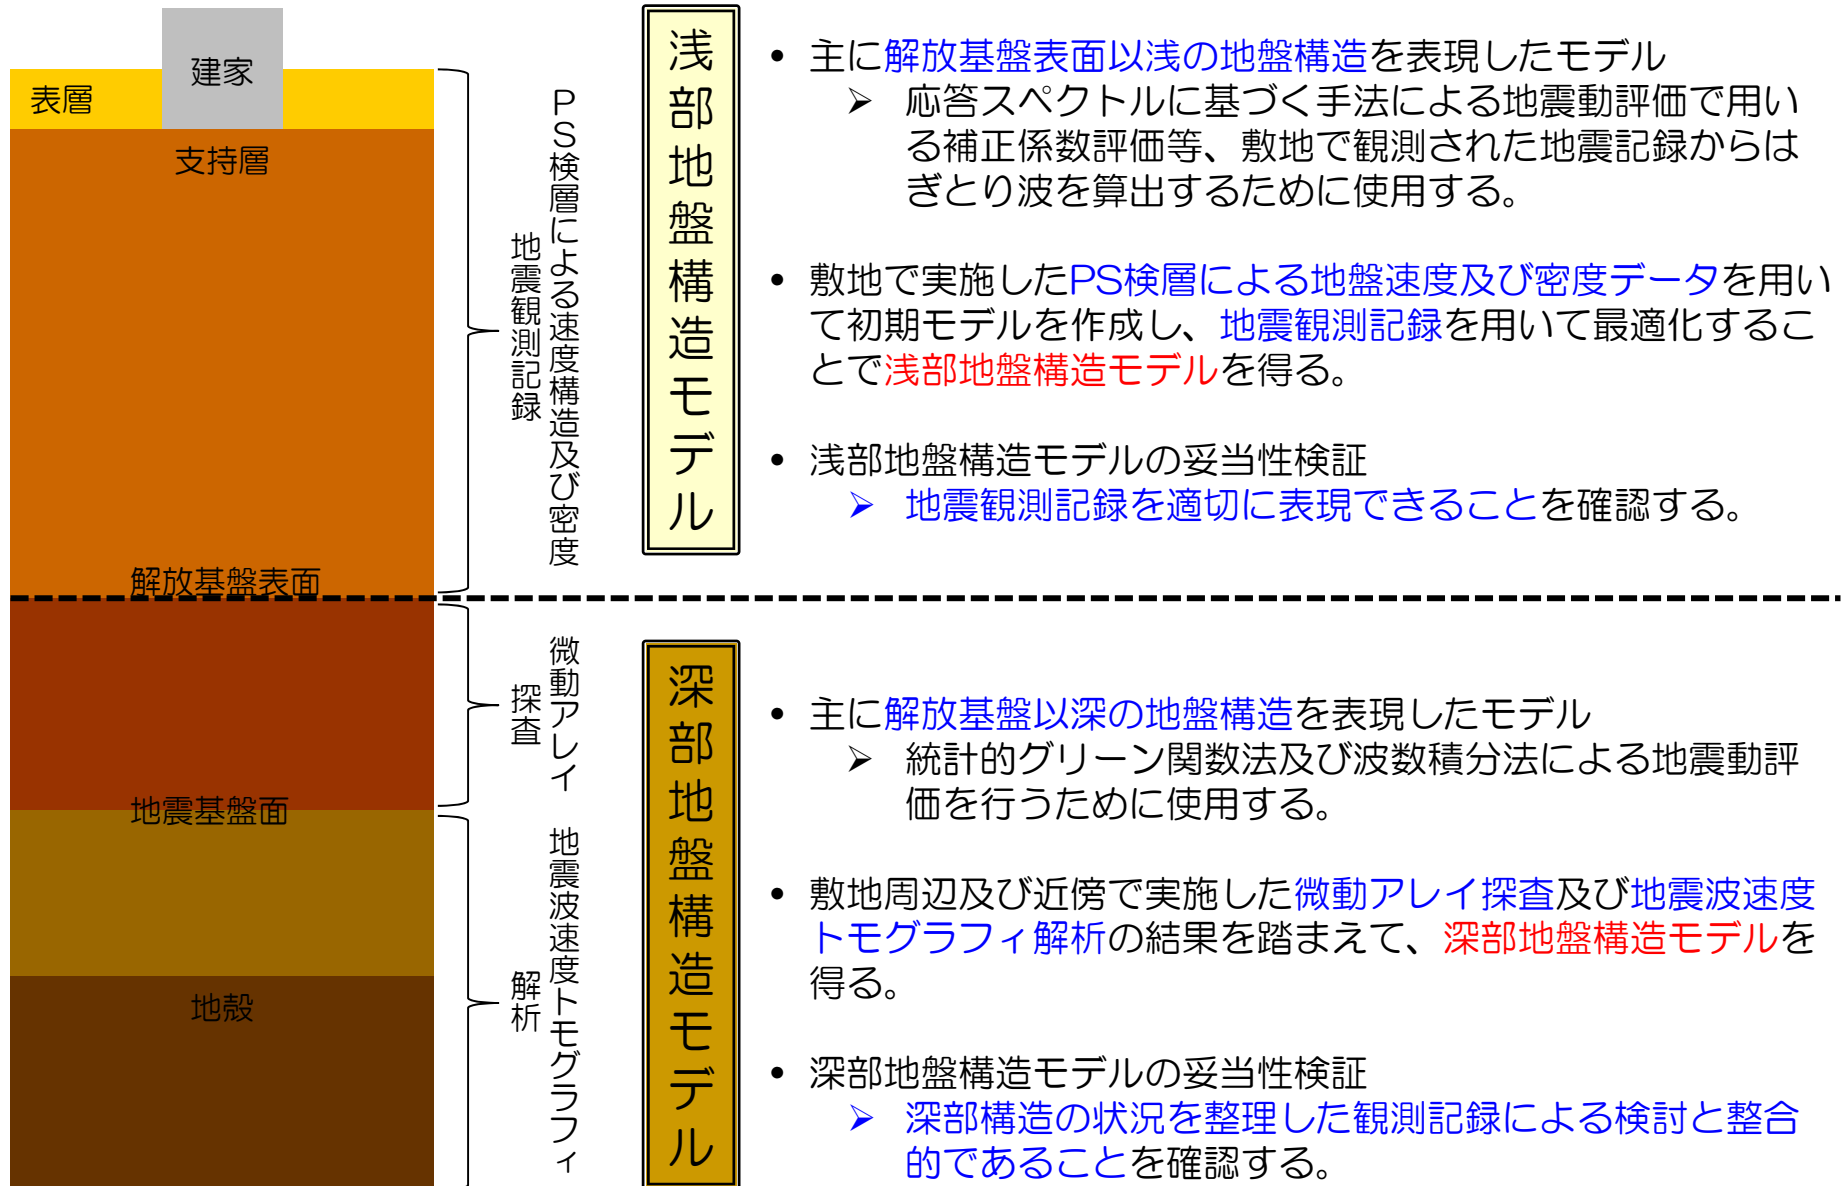 建家
表層
支持層
解放基盤表面
地震基盤面
地殻
PS検層による速度構造及び密度
地震観測記録
微動アレイ
探査
地震波速度トモグラフィ
解析
浅部地盤構造モデル
• 主に解放基盤表面以浅の地盤構造を表現したモデル
➢ 応答スペクトルに基づく手法による地震動評価で用い
る補正係数評価等、敷地で観測された地震記録からは
ぎとり波を算出するために使用する。
• 敷地で実施したPS検層による地盤速度及び密度データを用い
て初期モデルを作成し、地震観測記録を用いて最適化するこ
とで浅部地盤構造モデルを得る。
• 浅部地盤構造モデルの妥当性検証
➢ 地震観測記録を適切に表現できることを確認する。
深部地盤構造モデル
• 主に解放基盤以深の地盤構造を表現したモデル
➢ 統計的グリーン関数法及び波数積分法による地震動評
価を行うために使用する。
• 敷地周辺及び近傍で実施した微動アレイ探査及び地震波速度
トモグラフィ解析の結果を踏まえて、深部地盤構造モデルを
得る。
• 深部地盤構造モデルの妥当性検証
➢ 深部構造の状況を整理した観測記録による検討と整合
的であることを確認する。